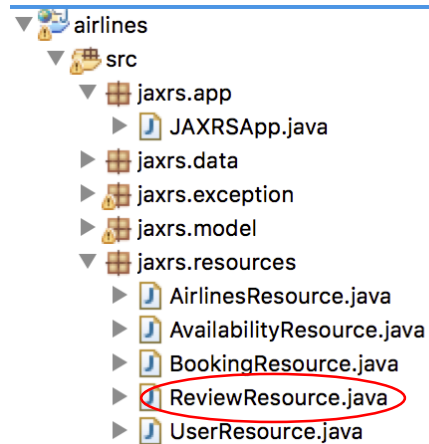 airlines
src
jaxrs.app
JAXRSApp.java
jaxrs.data
jaxrs.exception
jaxrs.model
jaxrs.resources
AirlinesResource.java
AvailabilityResource.java
BookingResource.java
ReviewResource.java
UserResource.java